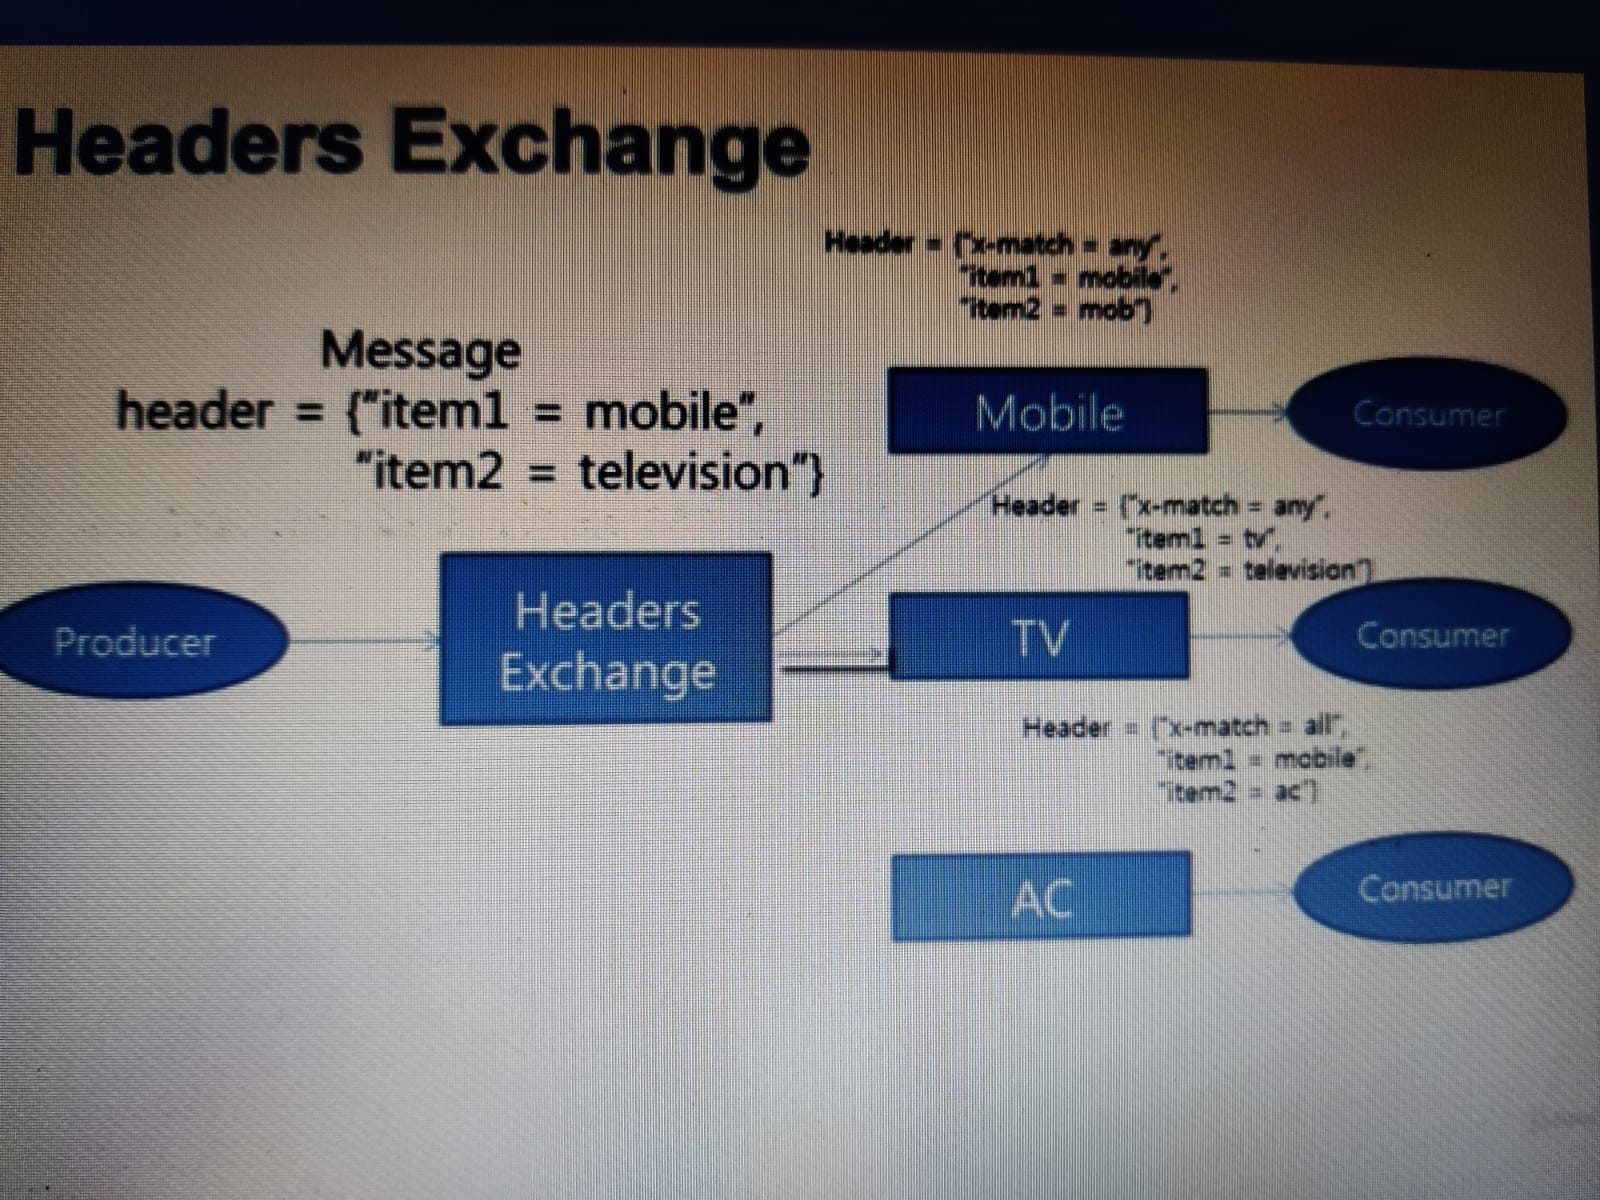 Headers Exchange
Header = {"x-match = any",
"item1 = mobile",
"item2 = mob"}
Message
header = {"item1 = mobile",
"item2 = television"}
Mobile
Consumer
Header = {"x-match = any",
"item1 = tv",
"item2 = television"}
Producer
Headers
Exchange
TV
Consumer
Header = {"x-match = all",
"item1 = mobile",
"item2 = ac"}
AC
Consumer